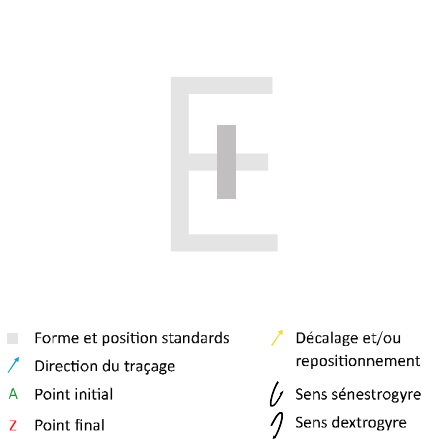 E
Forme et position standards
Direction du traçage
A Point initial
Z Point final
Décalage et/ou
repositionnement
Sens sénestrogyre
Sens dextrogyre